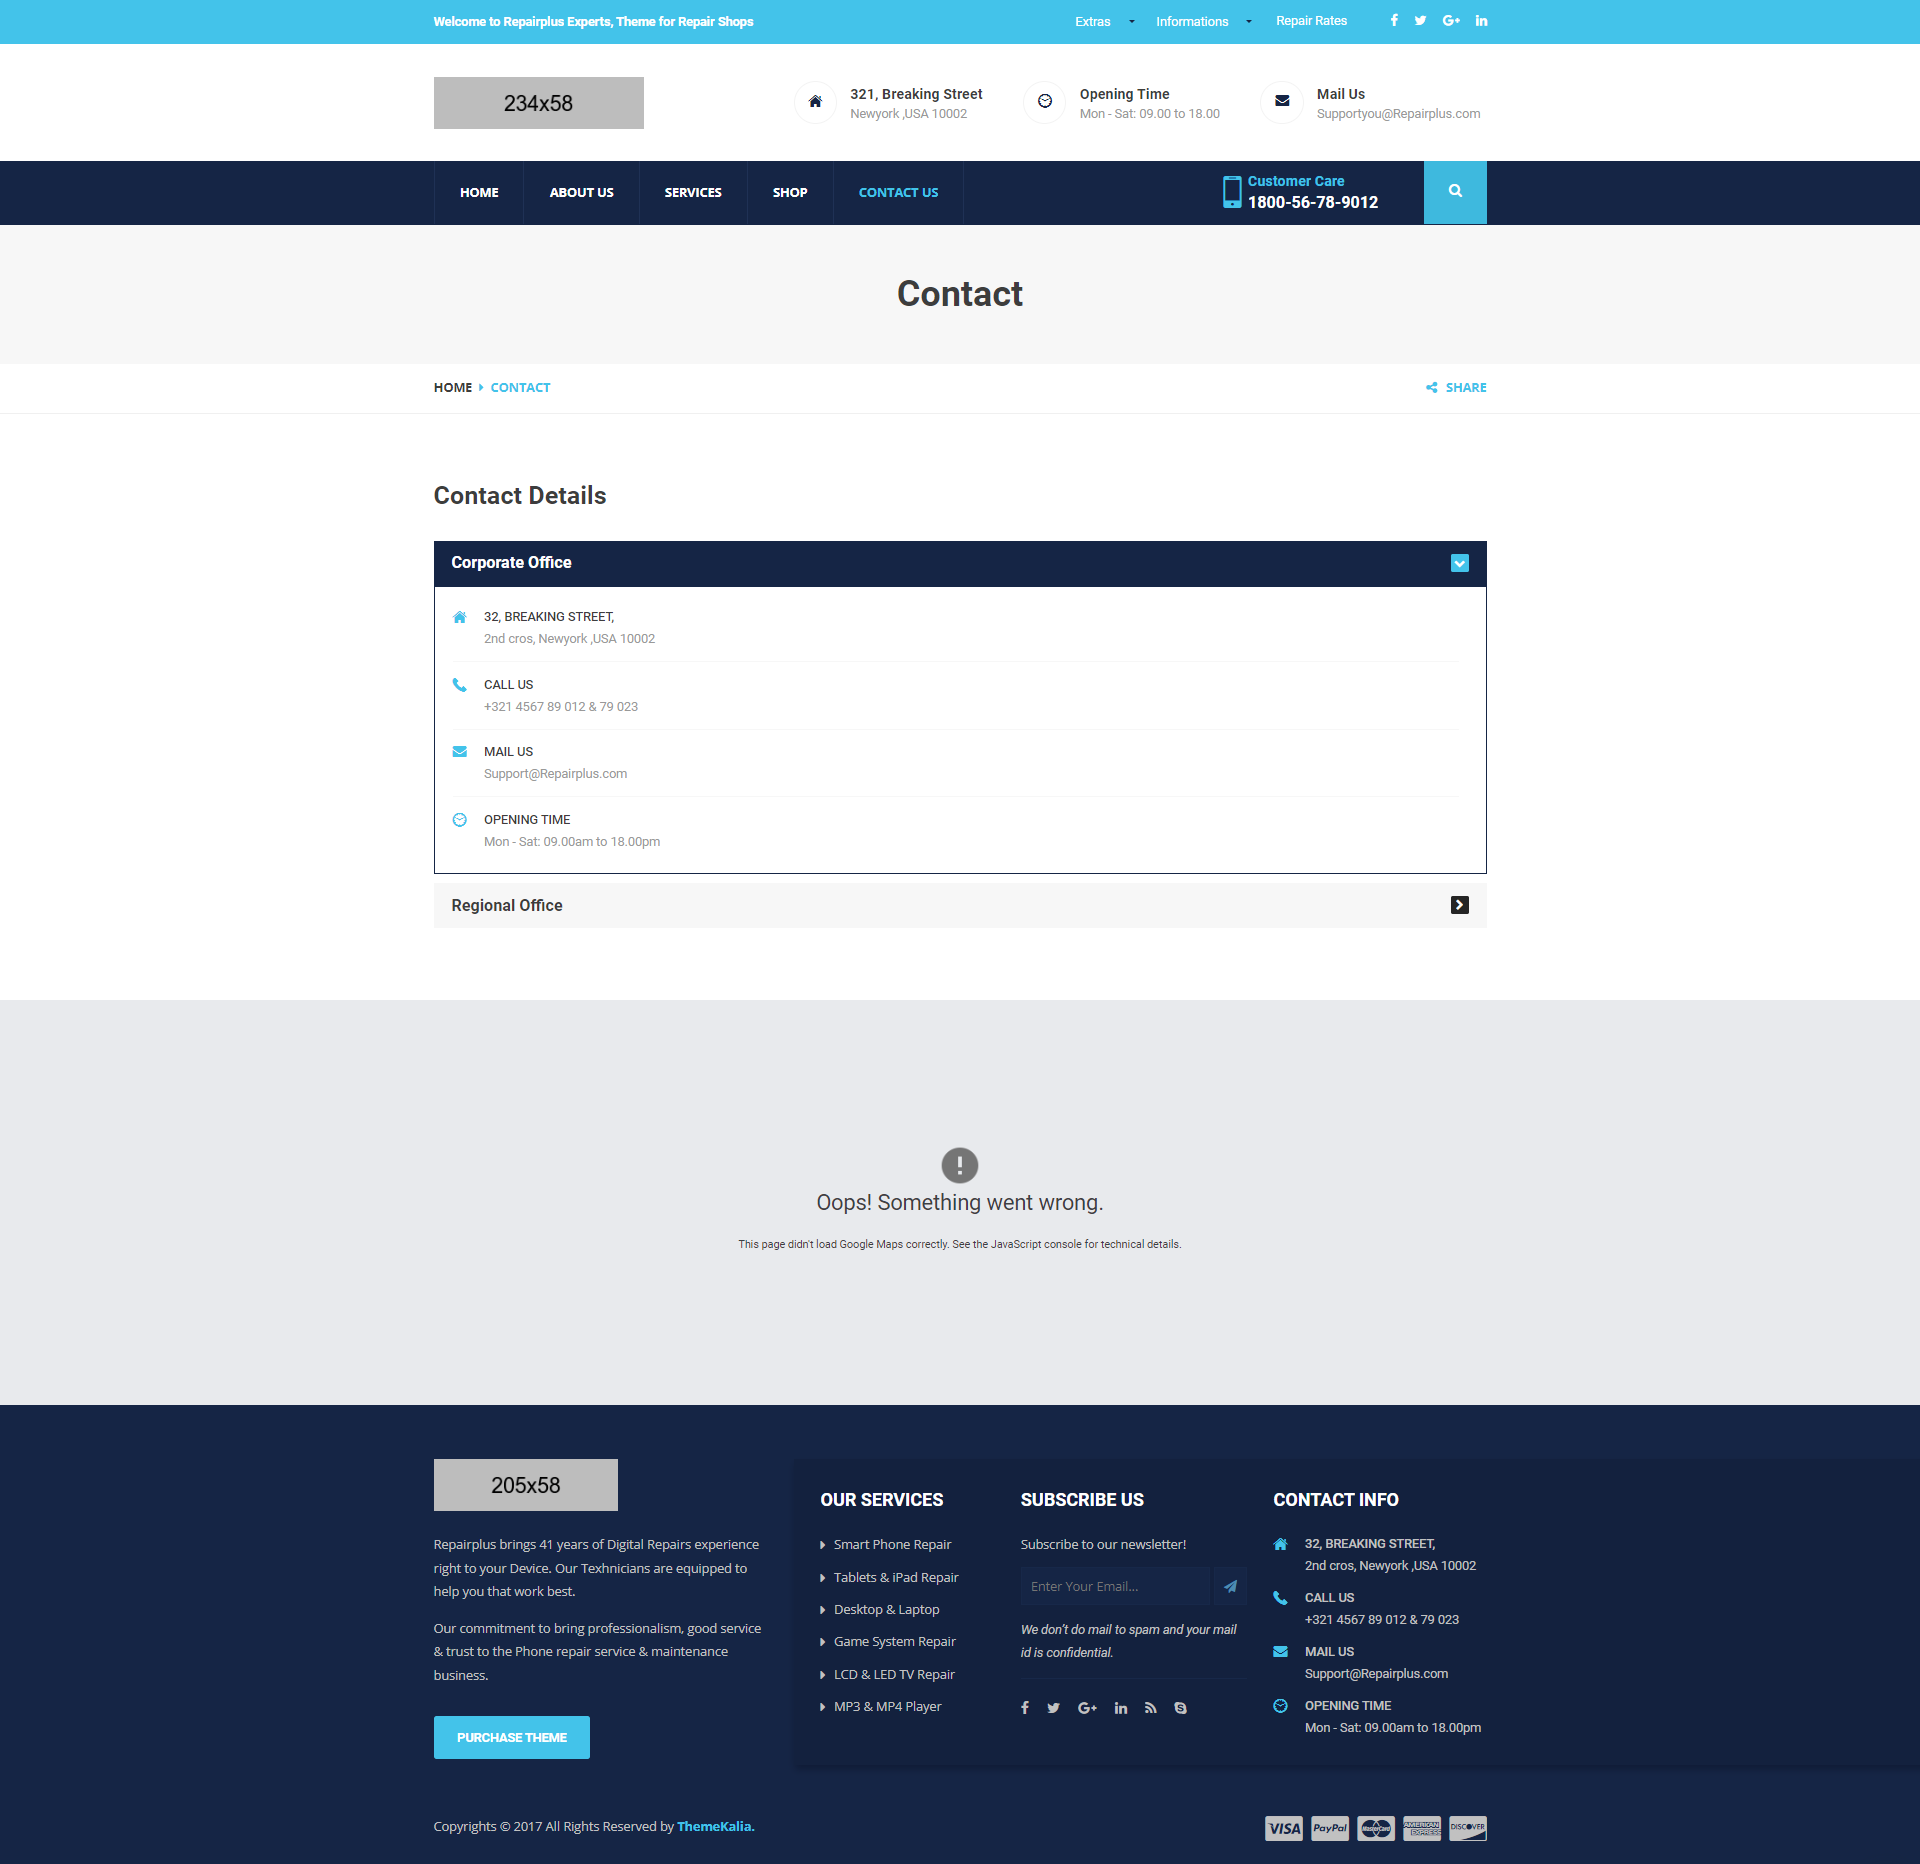 Welcome to Repairplus Experts, Theme for Repair Shops
Extras
Informations
Repair Rates
234x58
321, Breaking Street
Newyork ,USA 10002
Opening Time
Mon - Sat: 09.00 to 18.00
Mail Us
Supportyou@Repairplus.com
HOME
ABOUT US
SERVICES
SHOP
CONTACT US
Customer Care
1800-56-78-9012
Contact
HOME
CONTACT
SHARE
Contact Details
Corporate Office
32, BREAKING STREET,
2nd cros, Newyork ,USA 10002
CALL US
+321 4567 89 012 & 79 023
MAIL US
Support@Repairplus.com
OPENING TIME
Mon - Sat: 09.00am to 18.00pm
Regional Office
Oops! Something went wrong.
This page didn't load Google Maps correctly. See the JavaScript console for technical details.
205x58
Repairplus brings 41 years of Digital Repairs experience
right to your Device. Our Texhnicians are equipped to
help you that work best.
Our commitment to bring professionalism, good service
& trust to the Phone repair service & maintenance
business.
PURCHASE THEME
OUR SERVICES
Smart Phone Repair
Tablets & iPad Repair
Desktop & Laptop
Game System Repair
LCD & LED TV Repair
MP3 & MP4 Player
SUBSCRIBE US
Subscribe to our newsletter!
Enter Your Email...
We don't do mail to spam and your mail
id is confidential.
CONTACT INFO
32, BREAKING STREET,
2nd cros, Newyork ,USA 10002
CALL US
+321 4567 89 012 & 79 023
MAIL US
Support@Repairplus.com
OPENING TIME
Mon - Sat: 09.00am to 18.00pm
Copyrights © 2017 All Rights Reserved by ThemeKalia.
VISA
PayPal
MasterCard
AMERICAN EXPRESS
DISCOVER